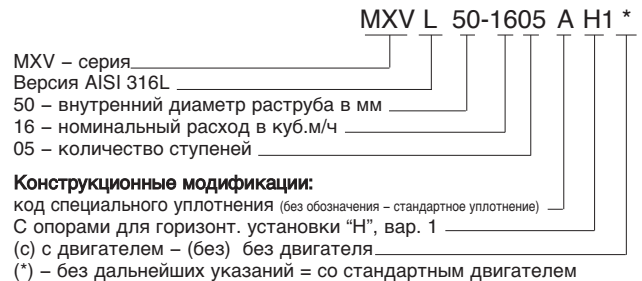 MXV L 50-1605 A H1 *
MXV – серия
Версия AISI 316L
50 – внутренний диаметр раструба в мм
16 – номинальный расход в куб.м/ч
05 – количество ступеней
Конструкционные модификации:
код специального уплотнения (без обозначения – стандартное уплотнение)
С опорами для горизонт. установки “H”, вар. 1
(с) с двигателем – (без) без двигателя
(*) – без дальнейших указаний = со стандартным двигателем